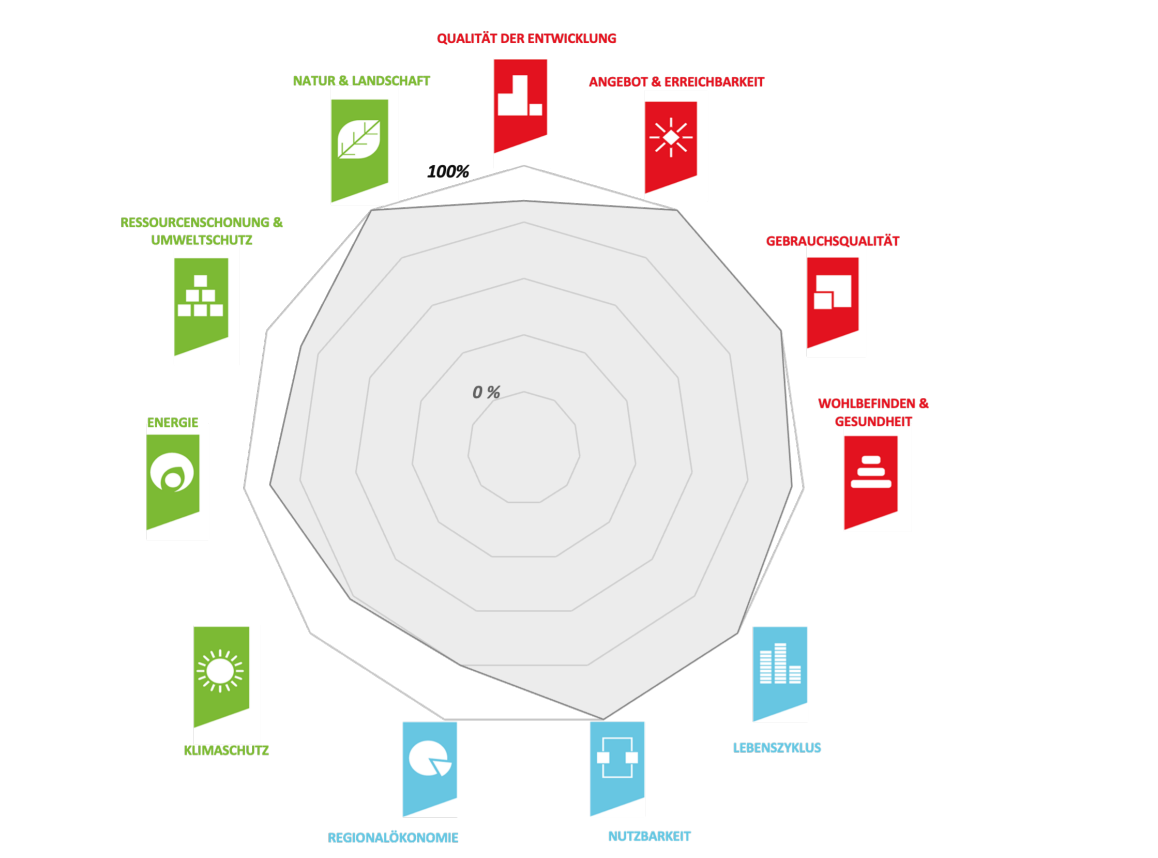 QUALITÄT DER ENTWICKLUNG
NATUR & LANDSCHAFT
ANGEBOT & ERREICHBARKEIT
100%
RESSOURCENSCHONUNG &
UMWELTSCHUTZ
GEBRAUCHSQUALITÄT
0 %
WOHLBEFINDEN &
GESUNDHEIT
ENERGIE
KLIMASCHUTZ
LEBENSZYKLUS
REGIONALÖKONOMIE
NUTZBARKEIT